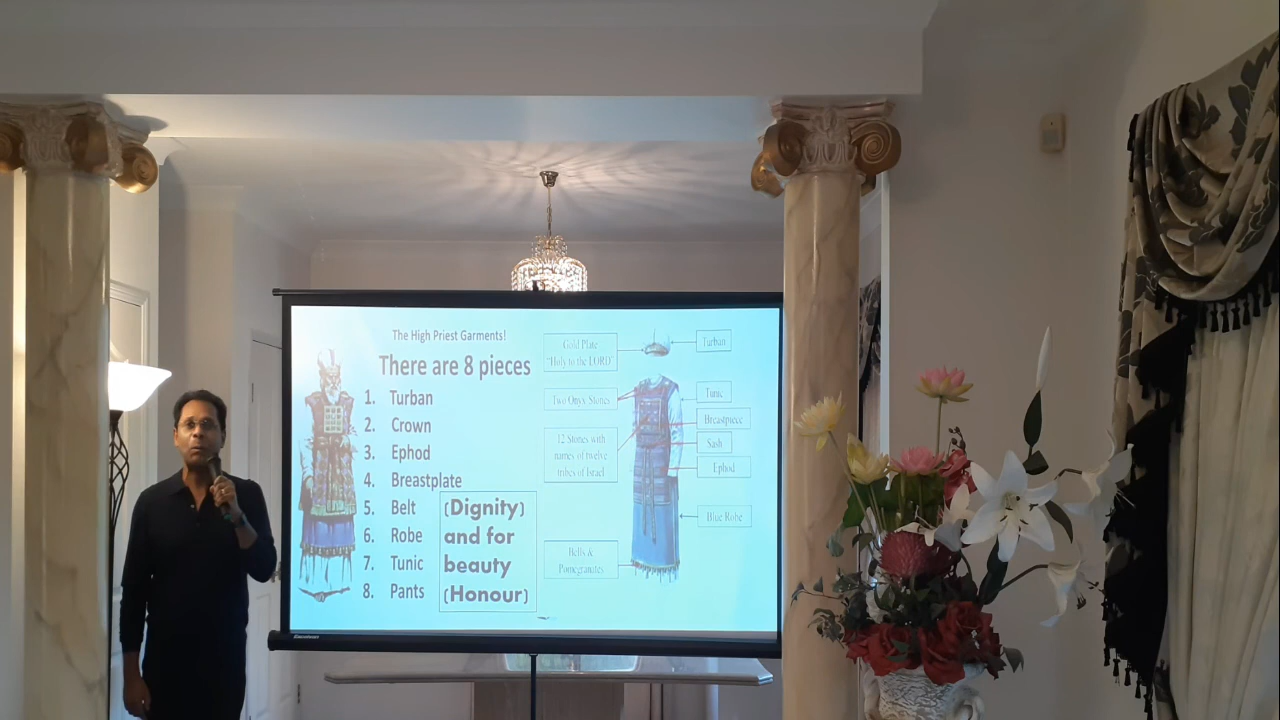 The High Priest Garments!
There are 8 pieces
1. Turban
2. Crown
3. Ephod
4. Breastplate
5. Belt
6. Robe
7. Tunic
8. Pants
(Dignity)
and for
beauty
(Honour)
Gold Plate
"Holy to the LORD"
Two Onyx Stones
12 Stones with
names of twelve
tribes of Israel
Bells &
Pomegranates
Turban
Tunic
Breastpiece
Sash
Ephod
Blue Robe